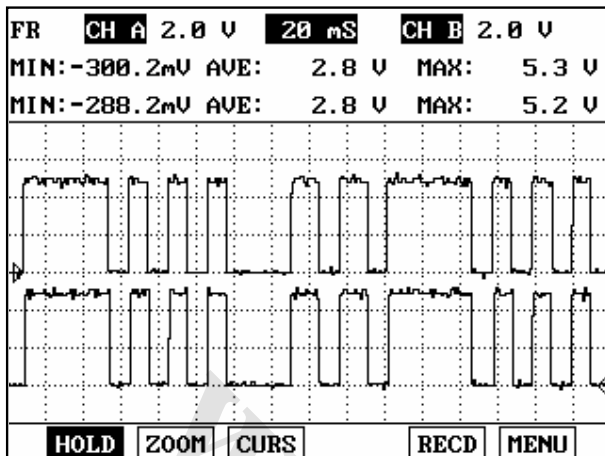 FR CH A 2.0 V 20 mS CH B 2.0 V
MIN:-300.2mV AVE: 2.8 V MAX: 5.3 V
MIN:-288.2mV AVE: 2.8 V MAX: 5.2 V
HOLD ZOOM CURS RECD MENU